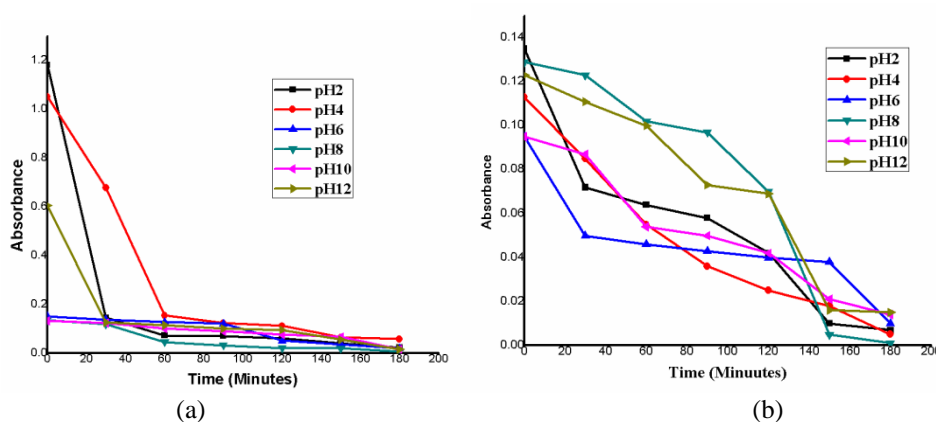 1.2
1.0
0.8
0.6
0.4
0.2
0.0
0 20 40 60 80 100 120 140 160 180 200
Absorbance
Time (Minutes)
pH2
pH4
pH6
pH8
pH10
pH12
(a)
0.14
0.12
0.10
0.08
0.06
0.04
0.02
0.00
0 20 40 60 80 100 120 140 160 180 200
Absorbance
Time (Minuutes)
pH2
pH4
pH6
pH8
pH10
pH12
(b)